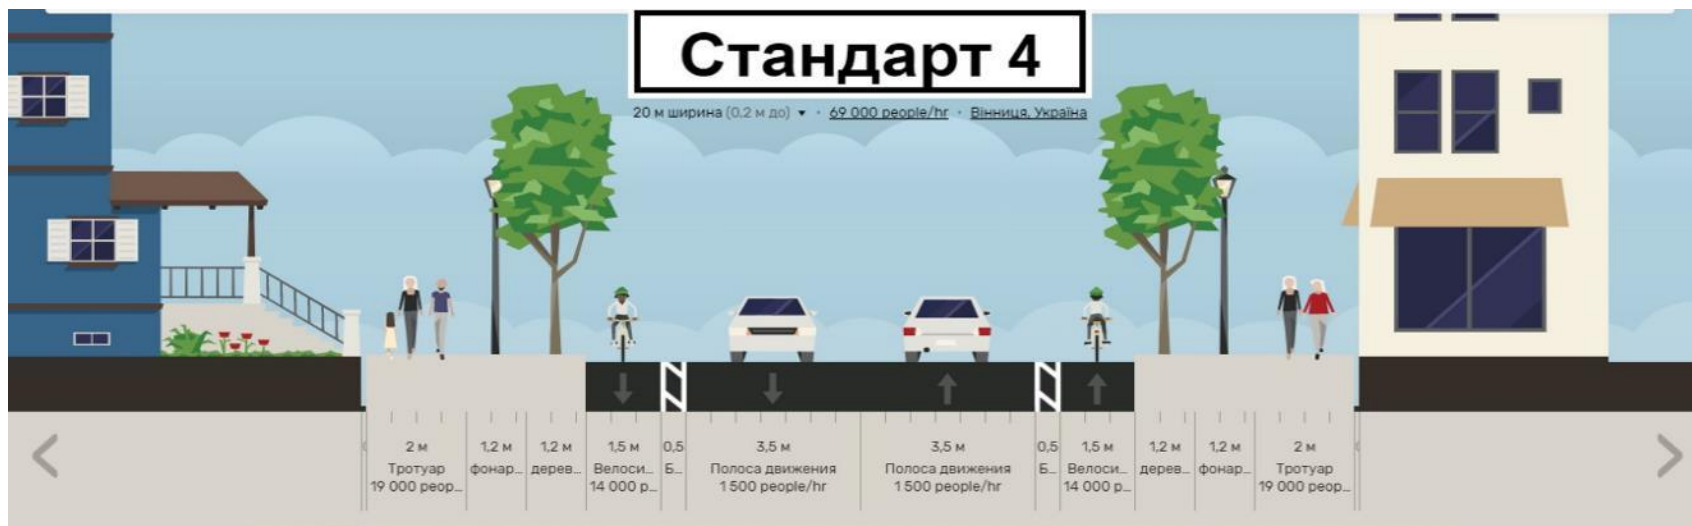 Стандарт 4
20 м ширина (0.2 м до) ▾ · 69 000 people/hr · Вінниця, Україна
2 м 1,2 м 1,2 м 1,5 м 0,5 3,5 м 3,5 м 0,5 1,5 м 1,2 м 1,2 м 2 м
Тротуар фонар... дерев... Велоси... Б... Полоса движения Полоса движения Б... Велоси... дерев... фонар... Тротуар
19 000 peop... 14 000 p... 1 500 people/hr 1 500 people/hr 14 000 p... 19 000 peop...